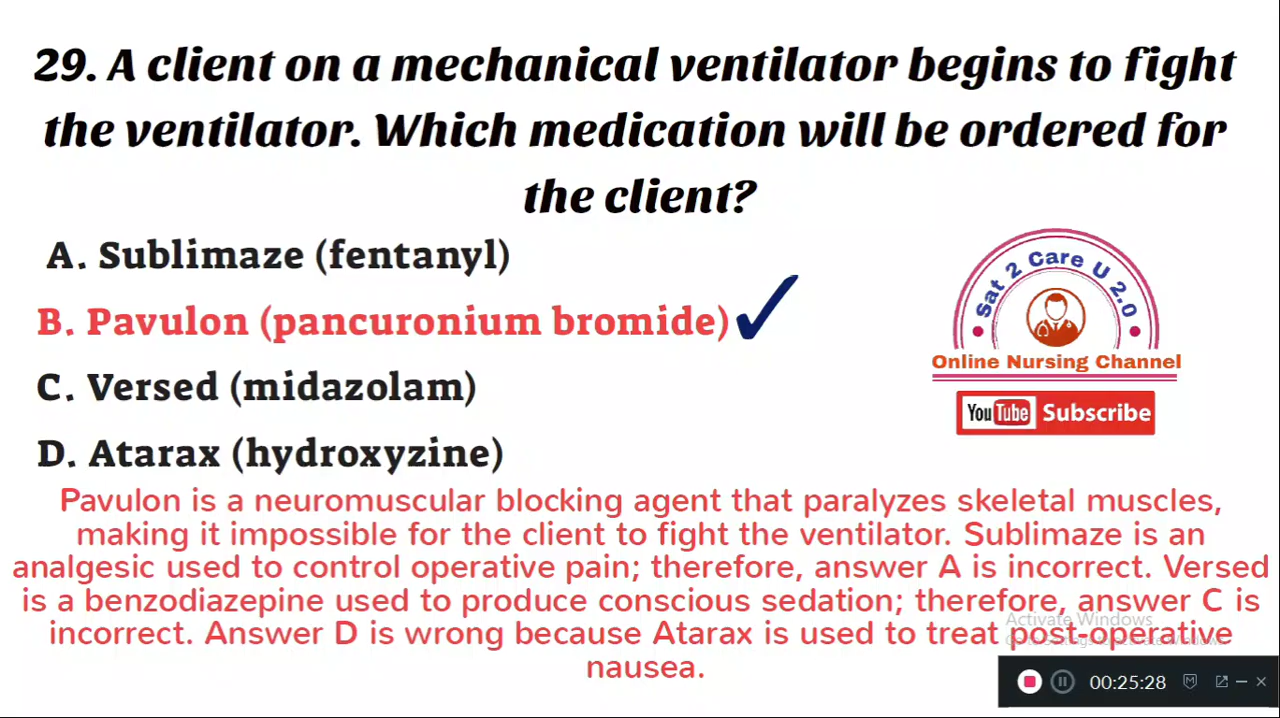 29. A client on a mechanical ventilator begins to fight
the ventilator. Which medication will be ordered for
the client?
A. Sublimaze (fentanyl)
B. Pavulon (pancuronium bromide)
C. Versed (midazolam)
D. Atarax (hydroxyzine)
Sat 2 Care U 2.0
Online Nursing Channel
YouTube Subscribe
Pavulon is a neuromuscular blocking agent that paralyzes skeletal muscles,
making it impossible for the client to fight the ventilator. Sublimaze is an
analgesic used to control operative pain; therefore, answer A is incorrect. Versed
is a benzodiazepine used to produce conscious sedation; therefore, answer C is
incorrect. Answer D is wrong because Atarax is used to treat post-operative
nausea.
Activate Windows
00:25:28